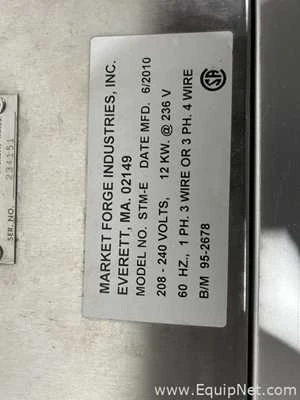 MARKET FORGE INDUSTRIES, INC.
EVERETT, MA. 02149
MODEL NO. STM-E DATE MFD. 6/2010
208 - 240 VOLTS, 12 KW. @ 236 V
60 HZ., 1 PH. 3 WIRE OR 3 PH. 4 WIRE
B/M 95-2678
SER. NO.
234151
www.EquipNet.com